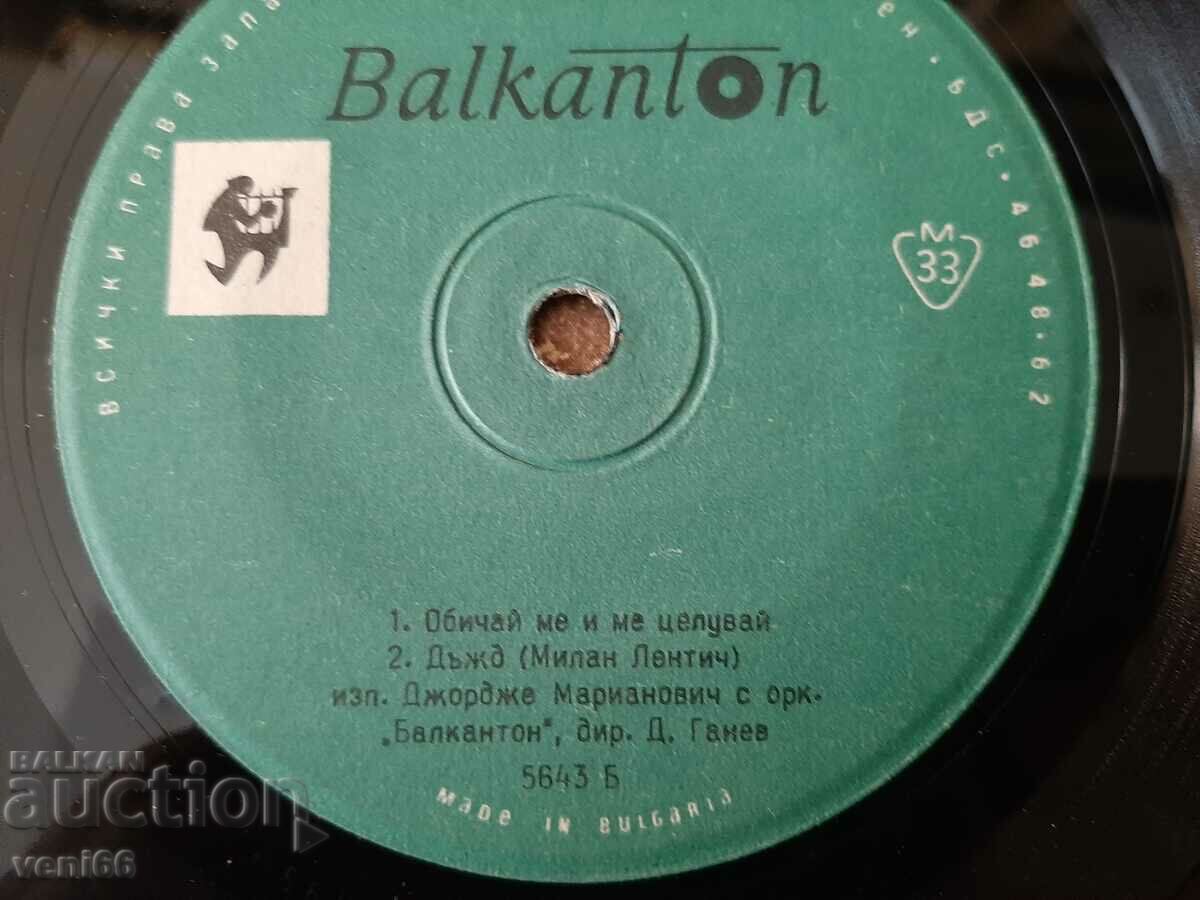 всички права
Balkanton
БДС · 4648·62
M
33
1. Обичай ме и ме целувай
2. Дъжд (Милан Лентич)
изп. Джордже Марианович с орк.
„Балкантон", дир. Д. Ганев
5643 Б
MADE IN BULGARIA
BALKAN
auction
veni66